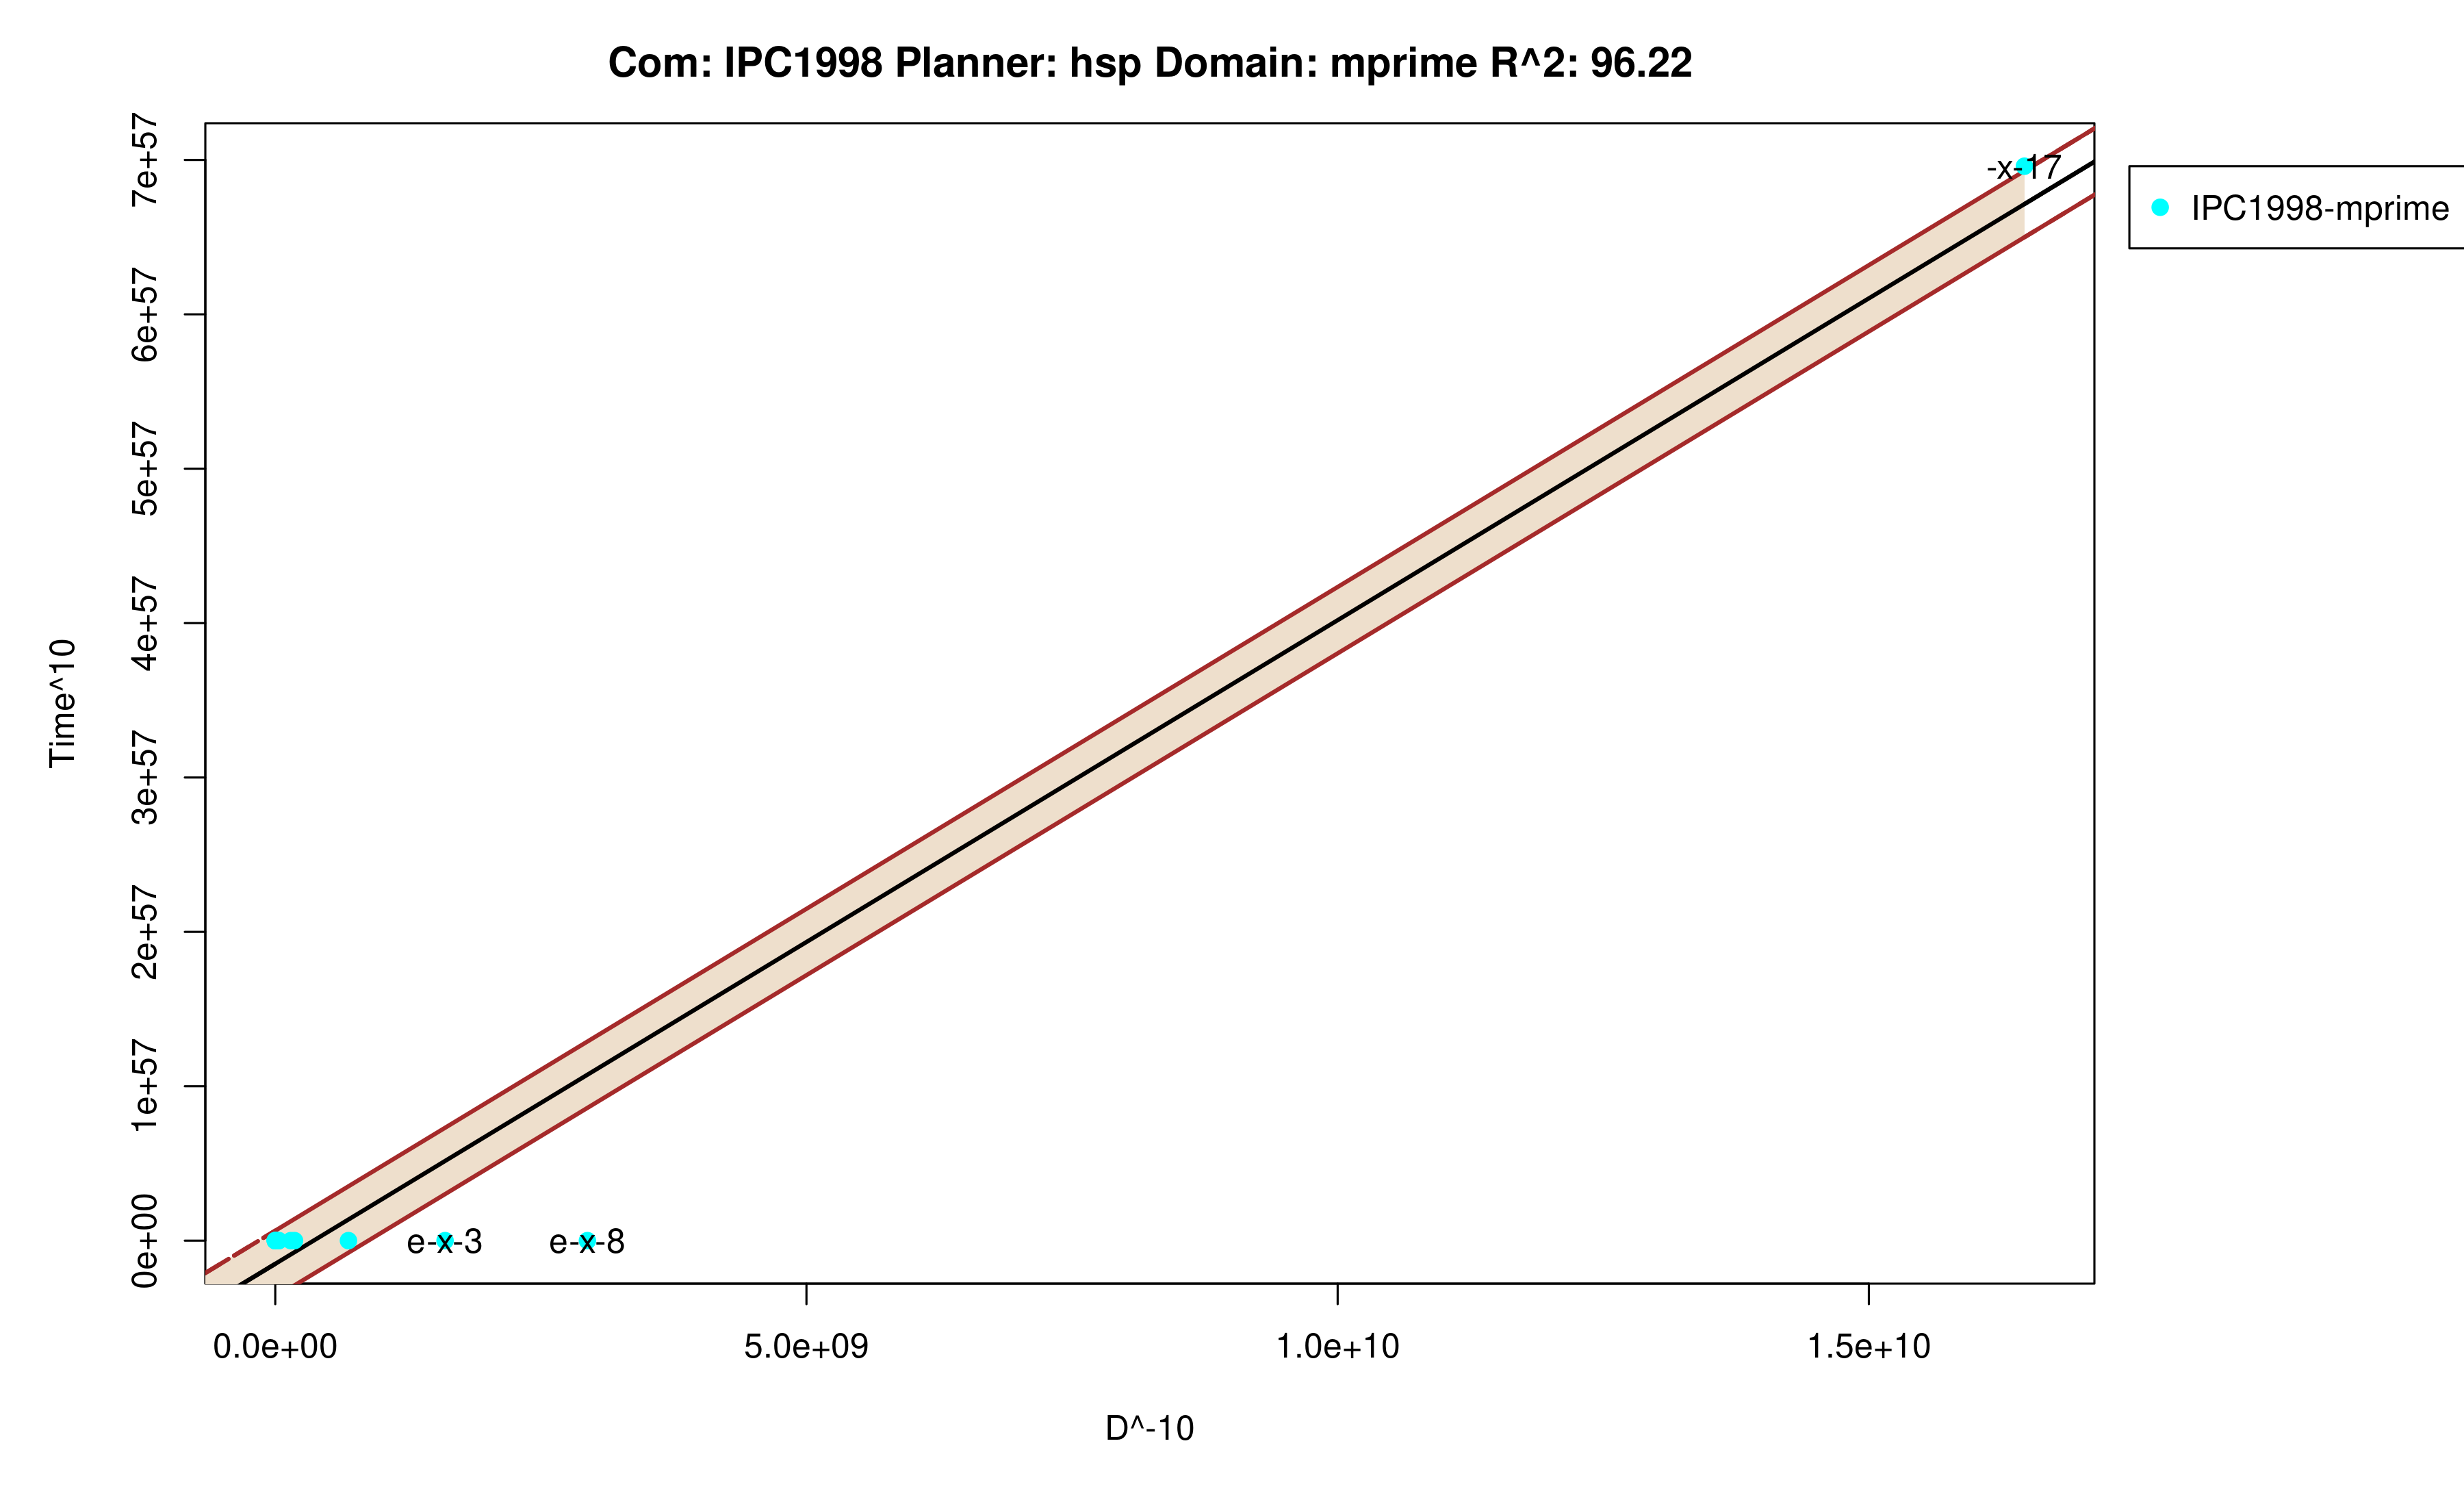 Com: IPC1998 Planner: hsp Domain: mprime R^2: 96.22
7e+57
6e+57
5e+57
4e+57
3e+57
2e+57
1e+57
0e+00
Time^10
-x-17
e-x-3
e-x-8
IPC1998-mprime
0.0e+00
5.0e+09
1.0e+10
1.5e+10
D^-10